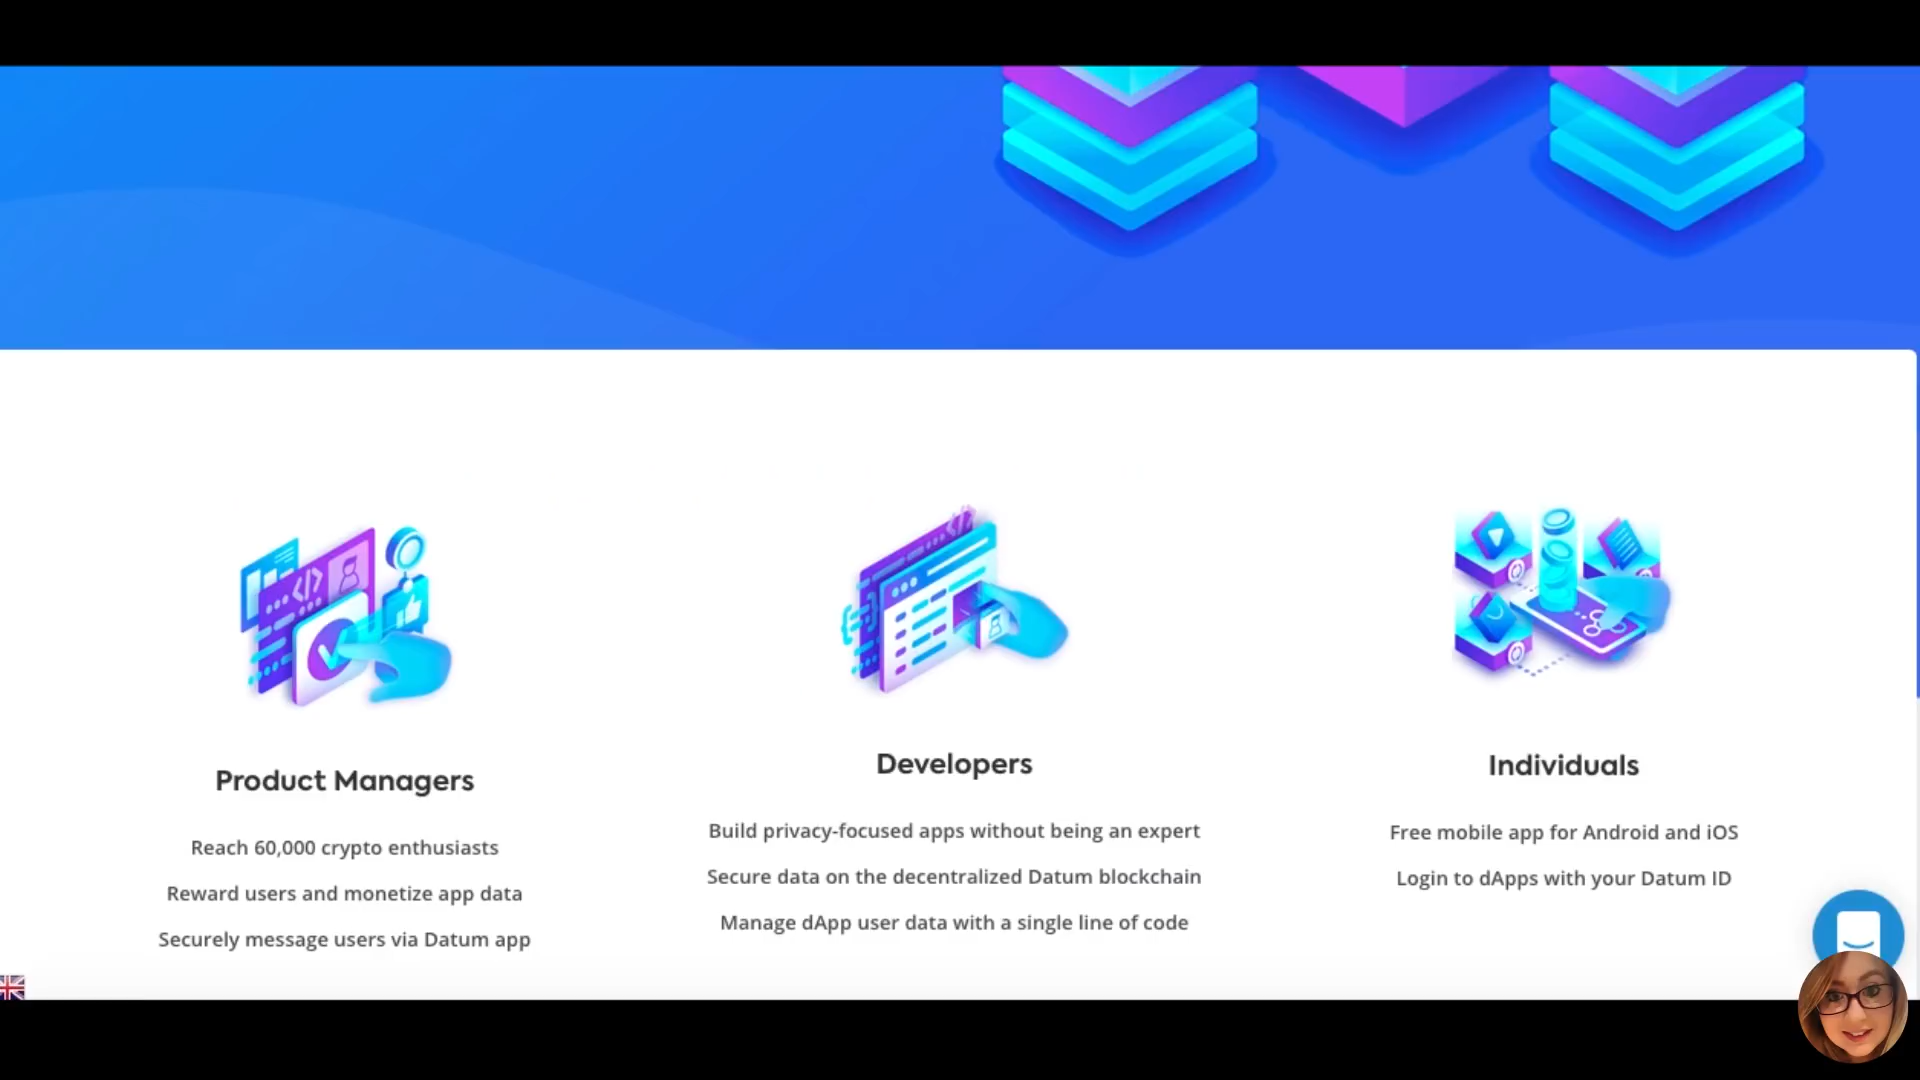 Product Managers
Reach 60,000 crypto enthusiasts
Reward users and monetize app data
Securely message users via Datum app
Developers
Build privacy-focused apps without being an expert
Secure data on the decentralized Datum blockchain
Manage dApp user data with a single line of code
Individuals
Free mobile app for Android and iOS
Login to dApps with your Datum ID